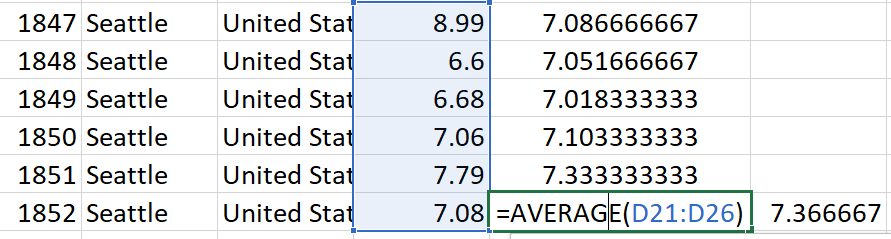 1847 Seattle United Stat 8.99 7.086666667
1848 Seattle United Stat 6.6 7.051666667
1849 Seattle United Stat 6.68 7.018333333
1850 Seattle United Stat 7.06 7.103333333
1851 Seattle United Stat 7.79 7.333333333
1852 Seattle United Stat 7.08 =AVERAGE(D21:D26) 7.366667